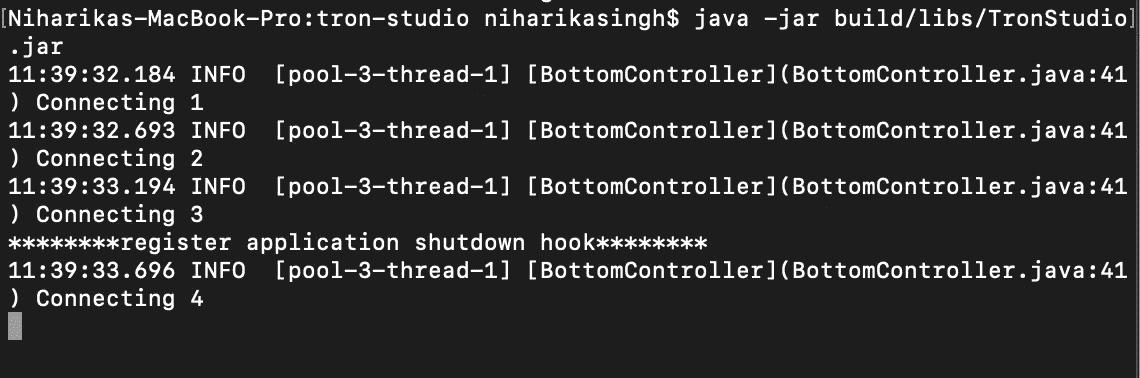 [Niharikas-MacBook-Pro:tron-studio niharikasingh$ java -jar build/libs/TronStudio]
.jar
11:39:32.184 INFO  [pool-3-thread-1] [BottomController](BottomController.java:41
) Connecting 1
11:39:32.693 INFO  [pool-3-thread-1] [BottomController](BottomController.java:41
) Connecting 2
11:39:33.194 INFO  [pool-3-thread-1] [BottomController](BottomController.java:41
) Connecting 3
********register application shutdown hook********
11:39:33.696 INFO  [pool-3-thread-1] [BottomController](BottomController.java:41
) Connecting 4